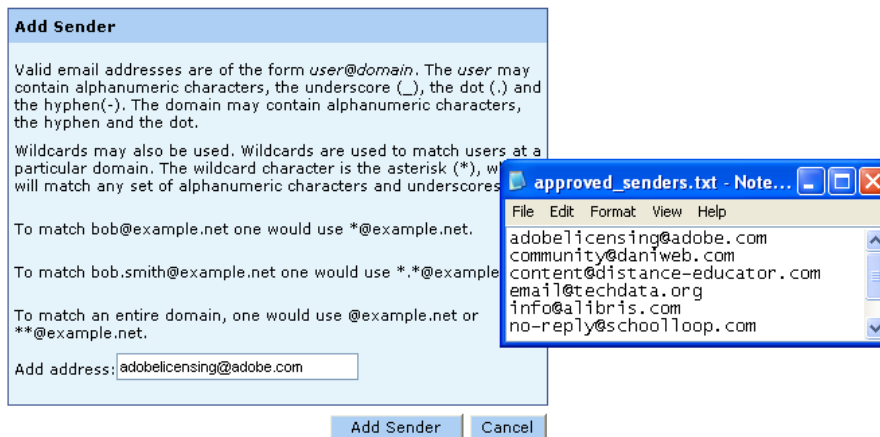 Add Sender
Valid email addresses are of the form user@domain. The user may
contain alphanumeric characters, the underscore (_), the dot (.) and
the hyphen(-). The domain may contain alphanumeric characters,
the hyphen and the dot.
Wildcards may also be used. Wildcards are used to match users at a
particular domain. The wildcard character is the asterisk (*),
will match any set of alphanumeric characters and underscores
To match bob@example.net one would use *@example.net.
To match bob.smith@example.net one would use *.*@example
To match an entire domain, one would use @example.net or
**@example.net.
Add address: adobelicensing@adobe.com
Add Sender Cancel
approved_senders.txt - Note...
File Edit Format View Help
adobelicensing@adobe.com
community@daniweb.com
content@distance-educator.com
email@techdata.org
info@alibris.com
no-reply@schoolloop.com